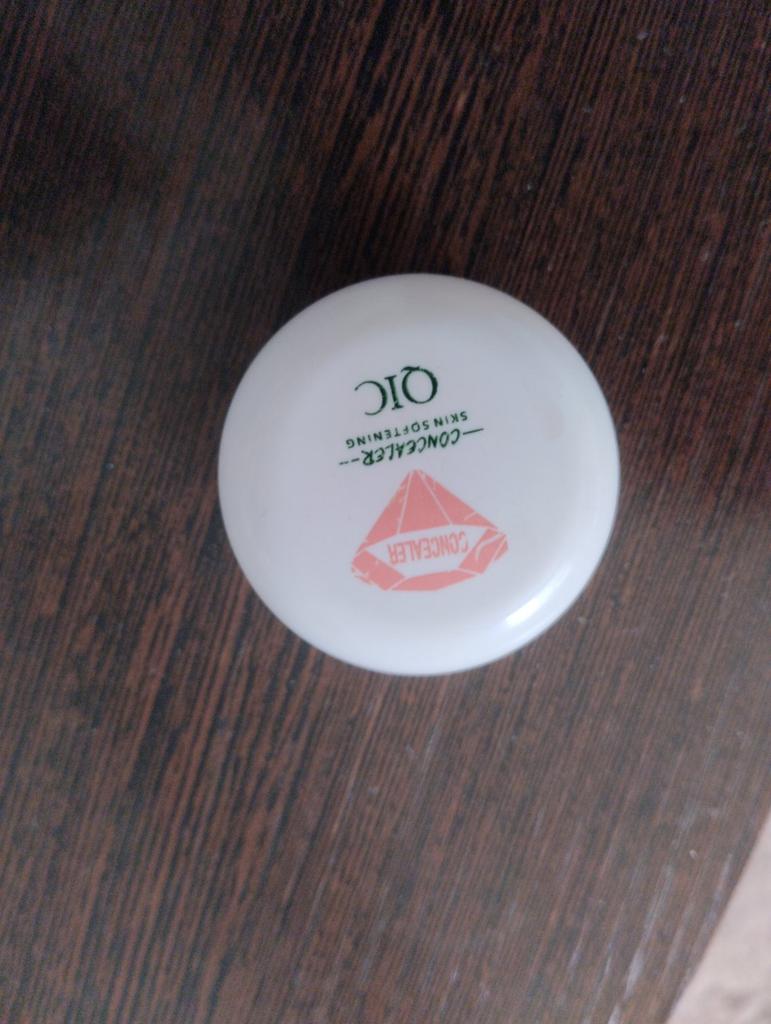 CONCEALER
—CONCEALER---
SKIN SOFTENING
QIC